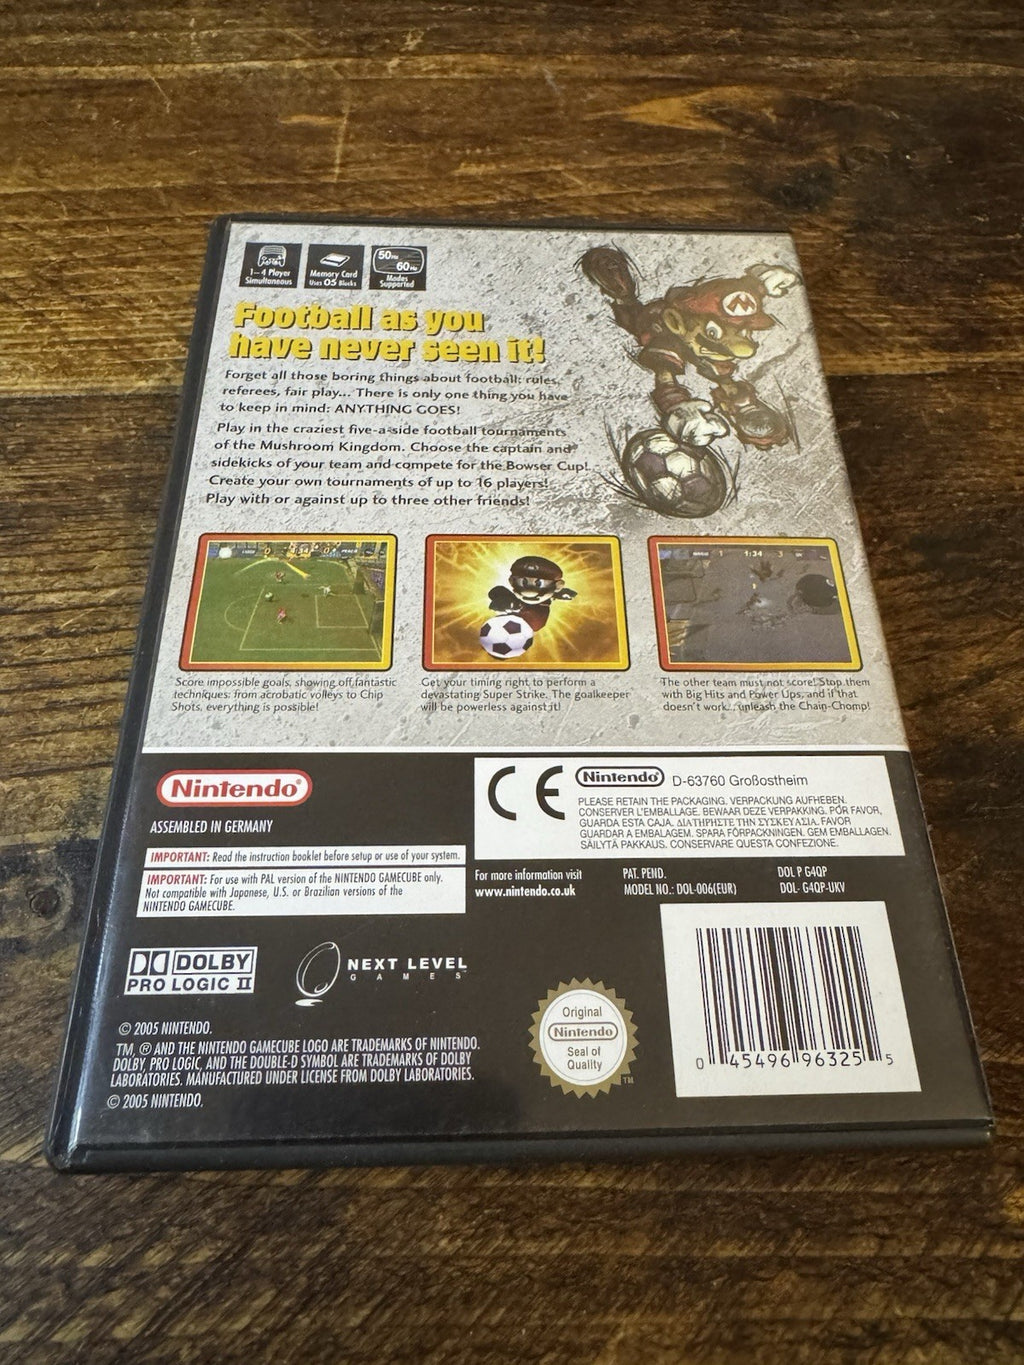 1–4 Player
Simultaneous
Memory Card
Uses 05 Blocks
50Hz
60Hz
Modes
Supported
Football as you
have never seen it!
Forget all those boring things about football: rules,
referees, fair play... There is only one thing you have
to keep in mind: ANYTHING GOES!
Play in the craziest five-a-side football tournaments
of the Mushroom Kingdom. Choose the captain and
sidekicks of your team and compete for the Bowser Cup!
Create your own tournaments of up to 16 players!
Play with or against up to three other friends!
M
1:34
Score impossible goals, showing off fantastic
techniques: from acrobatic volleys to Chip
Shots, everything is possible!
Get your timing right to perform a
devastating Super Strike. The goalkeeper
will be powerless against it!
The other team must not score! Stop them
with Big Hits and Power Ups, and if that
doesn't work... unleash the Chain-Chomp!
Nintendo®
ASSEMBLED IN GERMANY
IMPORTANT: Read the instruction booklet before setup or use of your system.
IMPORTANT: For use with PAL version of the NINTENDO GAMECUBE only.
Not compatible with Japanese, U.S. or Brazilian versions of the
NINTENDO GAMECUBE.
CE
Nintendo D-63760 Großostheim
PLEASE RETAIN THE PACKAGING. VERPACKUNG AUFHEBEN.
CONSERVER L'EMBALLAGE. BEWAAR DEZE VERPAKKING. POR FAVOR,
GUARDA ESTA CAJA. ΔΙΑΤΗΡΗΣΤΕ ΤΗΝ ΣΥΣΚΕΥΑΣΙΑ. FAVOR
GUARDAR A EMBALAGEM. SPARA FÖRPACKNINGEN. GEM EMBALLAGEN.
SÄILYTÄ PAKKAUS. CONSERVARE QUESTA CONFEZIONE.
For more information visit
www.nintendo.co.uk
PAT. PEND.
MODEL NO.: DOL-006(EUR)
DOL P G4QP
DOL- G4QP-UKV
DOLBY
PRO LOGIC II
NEXT LEVEL
GAMES™
© 2005 NINTENDO.
TM, ® AND THE NINTENDO GAMECUBE LOGO ARE TRADEMARKS OF NINTENDO.
DOLBY, PRO LOGIC, AND THE DOUBLE-D SYMBOL ARE TRADEMARKS OF DOLBY
LABORATORIES. MANUFACTURED UNDER LICENSE FROM DOLBY LABORATORIES.
© 2005 NINTENDO.
Original
Nintendo
Seal of
Quality
TM
0 45496 96325 5